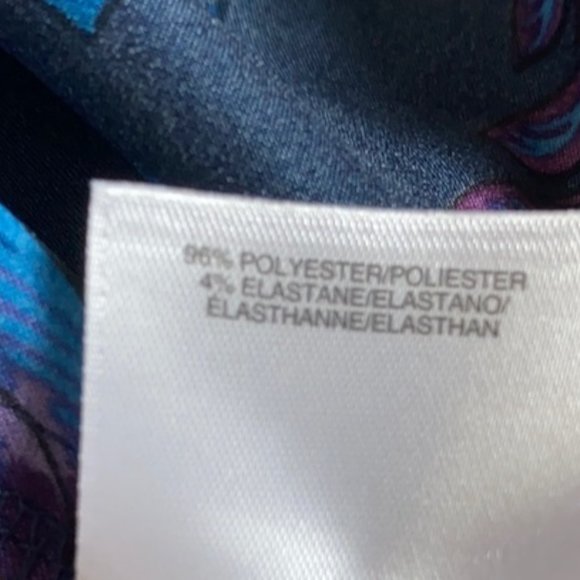 96% POLYESTER/POLIESTER
4% ELASTANE/ELASTANO/
ÉLASTHANNE/ELASTHAN